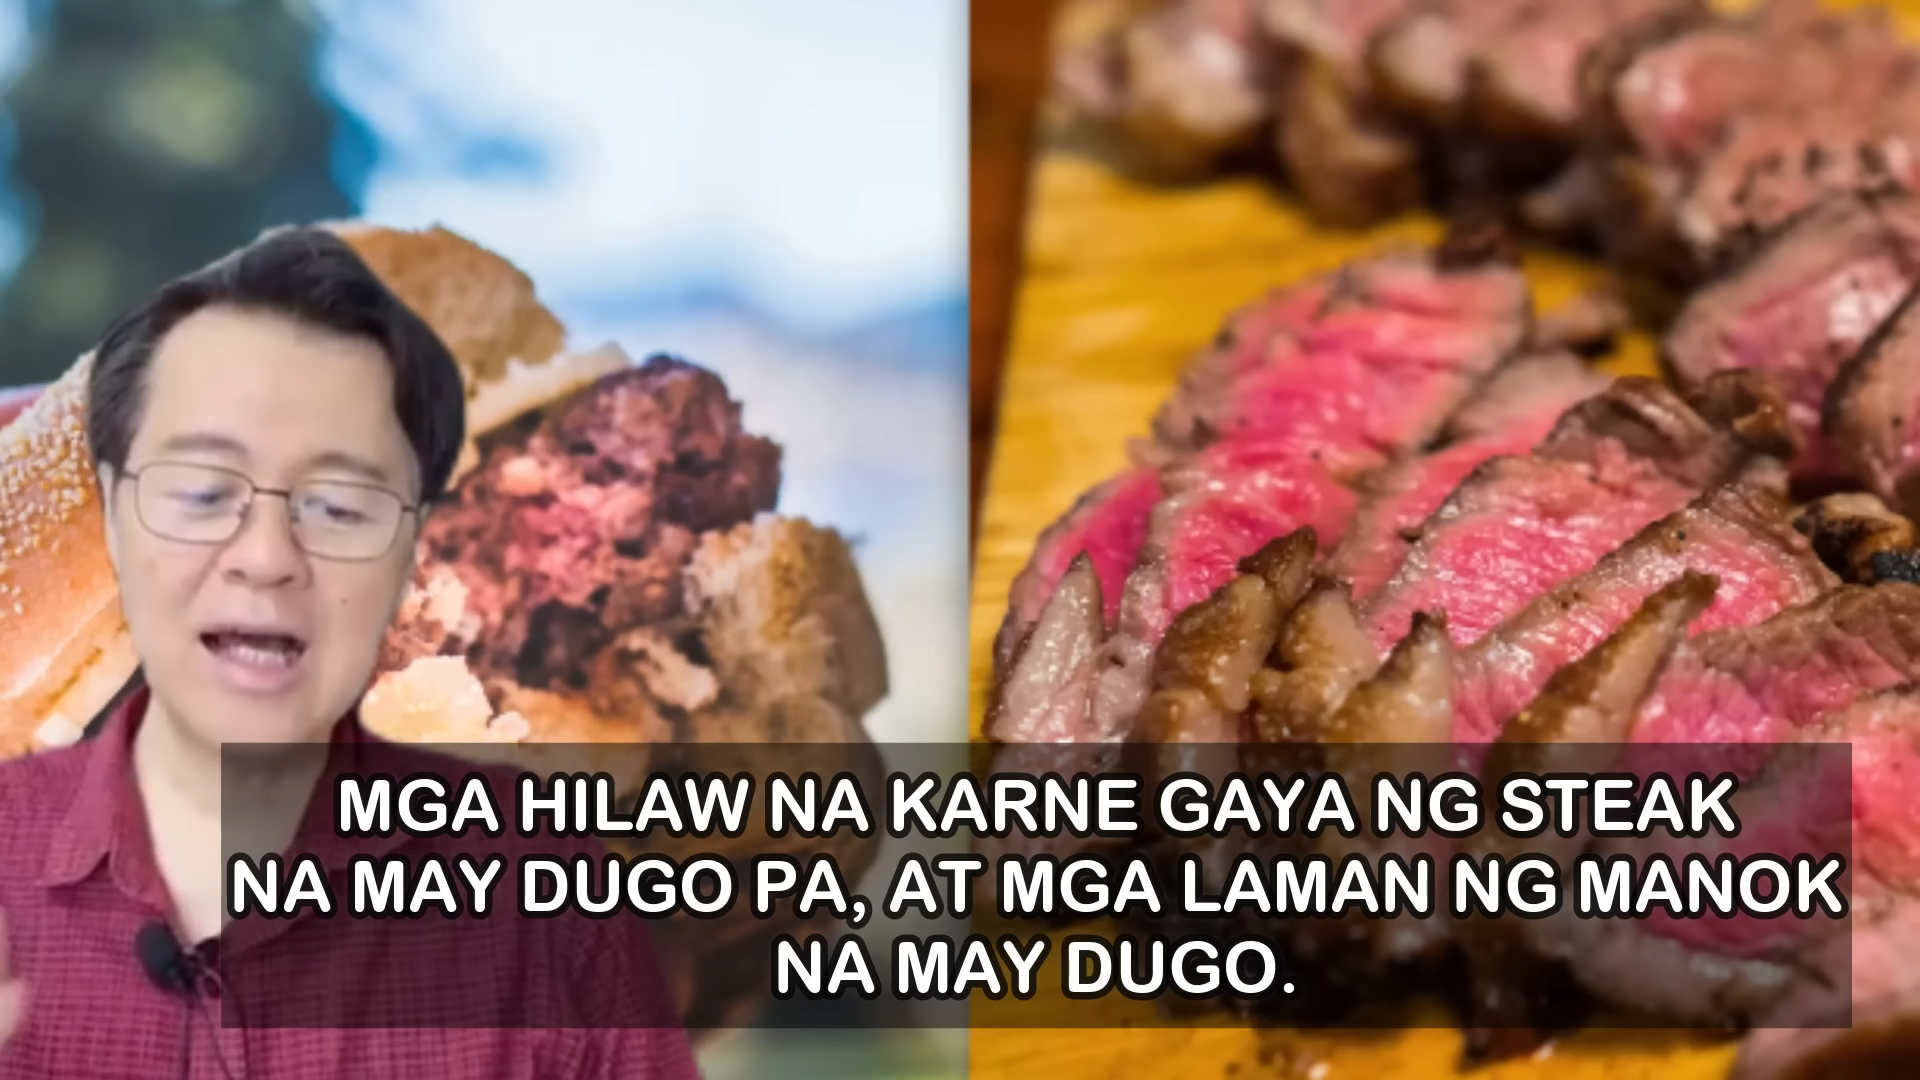 MGA HILAW NA KARNE GAYA NG STEAK
NA MAY DUGO PA, AT MGA LAMAN NG MANOK
NA MAY DUGO.